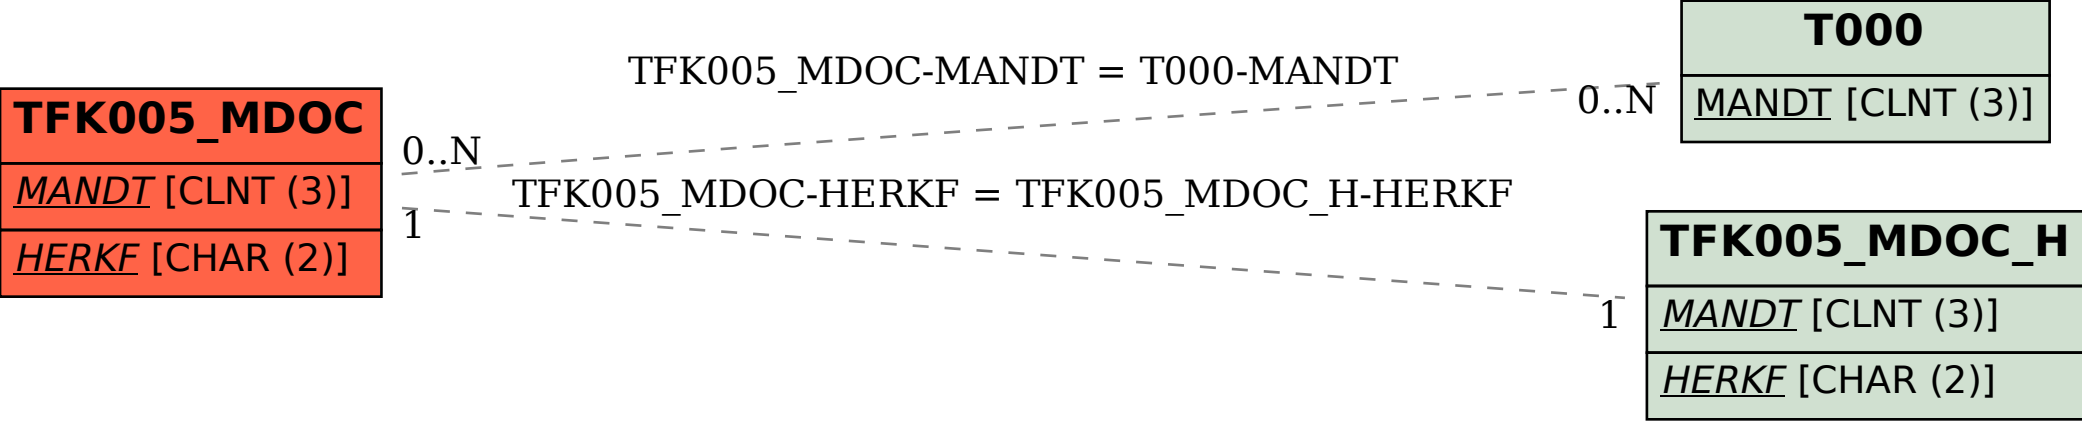 TFK005_MDOC
MANDT [CLNT (3)]
HERKF [CHAR (2)]
TFK005_MDOC-MANDT = T000-MANDT
0..N
0..N
TFK005_MDOC-HERKF = TFK005_MDOC_H-HERKF
1
1
T000
MANDT [CLNT (3)]
TFK005_MDOC_H
MANDT [CLNT (3)]
HERKF [CHAR (2)]